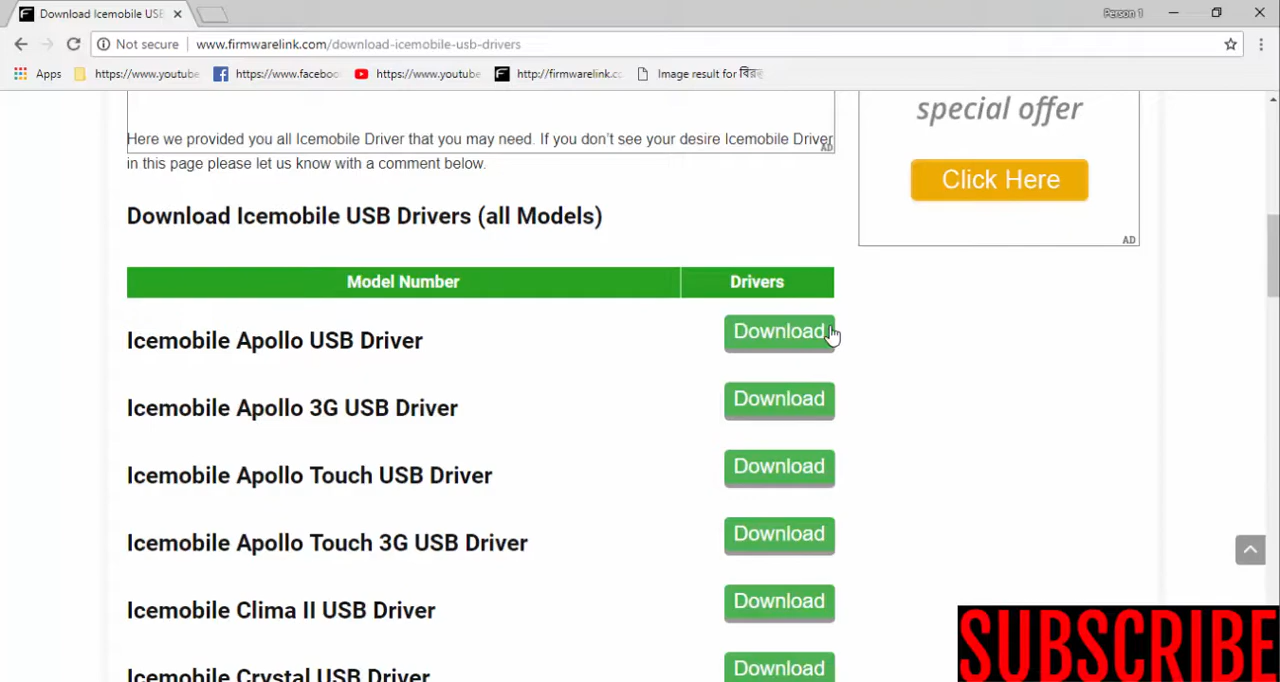 Download Icemobile USB
Person 1
Not secure
www.firmwarelink.com/download-icemobile-usb-drivers
Apps
https://www.youtube
https://www.faceboo
https://www.youtube
http://firmwarelink.co
Image result for
special offer
Click Here
AD
Here we provided you all Icemobile Driver that you may need. If you don't see your desire Icemobile Driver
AD
in this page please let us know with a comment below.
Download Icemobile USB Drivers (all Models)
Model Number
Drivers
Icemobile Apollo USB Driver
Download
Icemobile Apollo 3G USB Driver
Download
Icemobile Apollo Touch USB Driver
Download
Icemobile Apollo Touch 3G USB Driver
Download
Icemobile Clima II USB Driver
Download
Icemobile Crystal USB Driver
Download
SUBSCRIBE